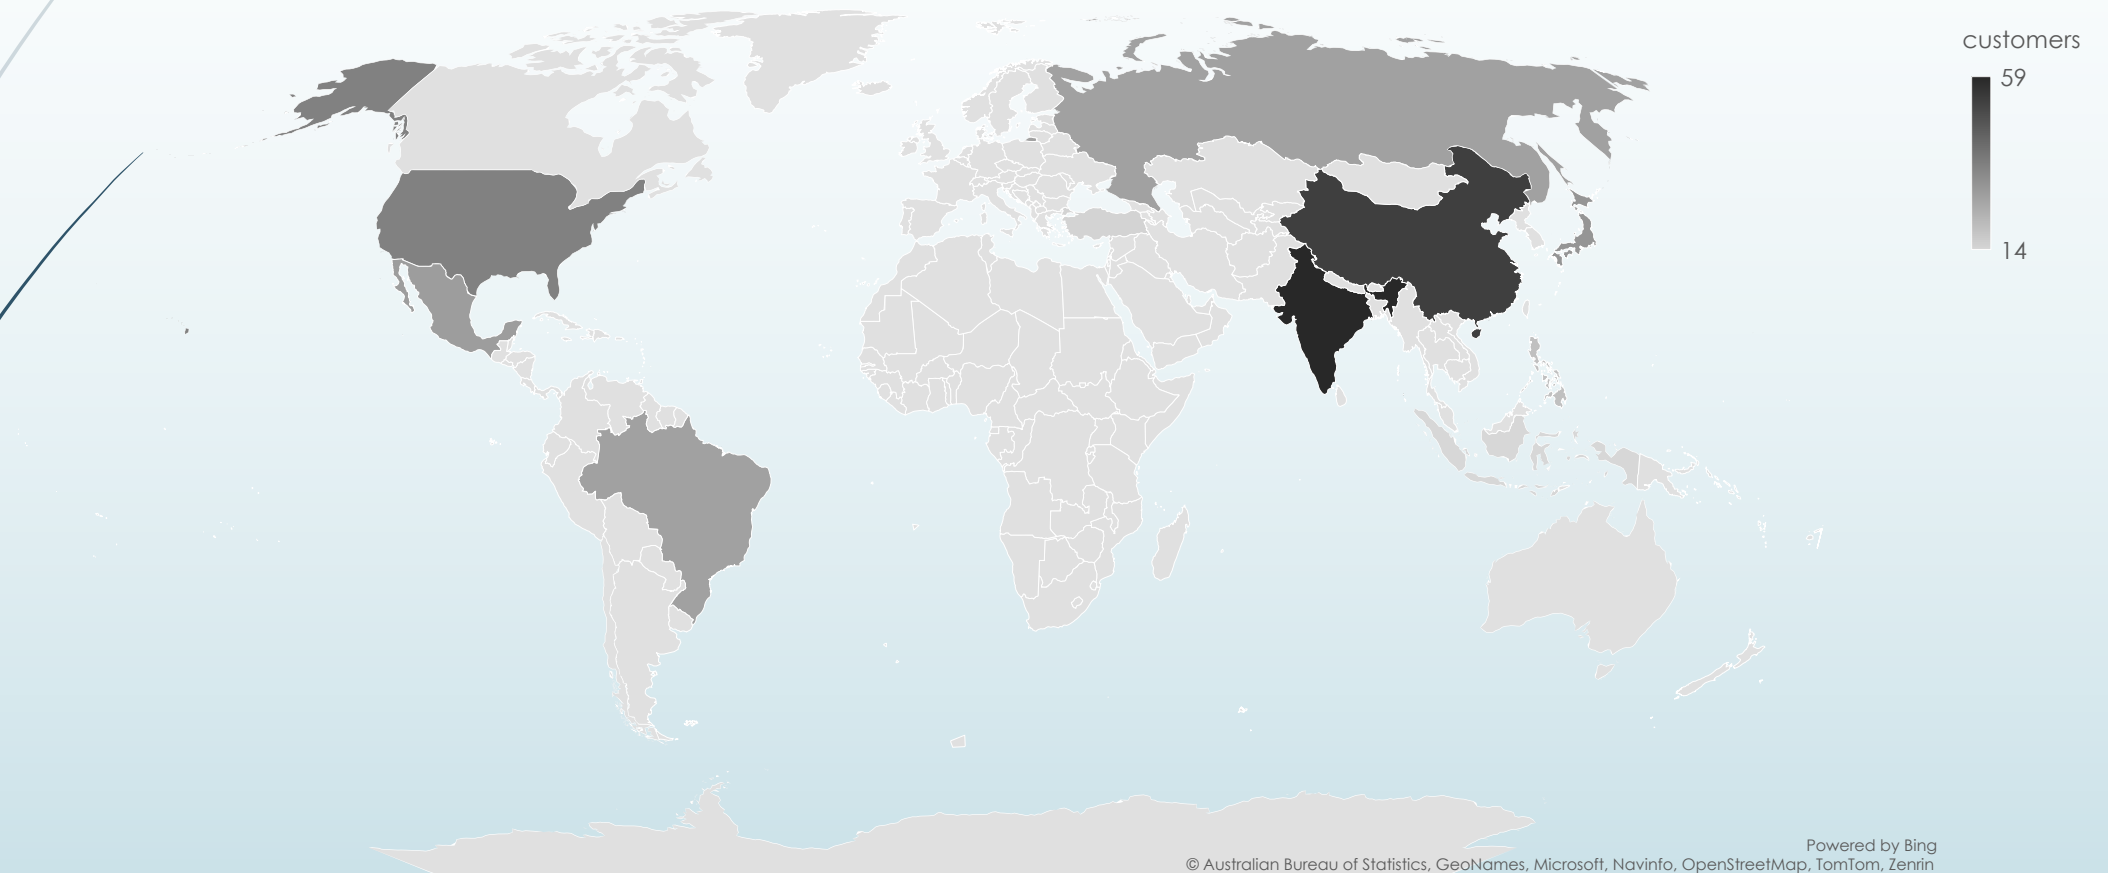 customers
59
14
Powered by Bing
© Australian Bureau of Statistics, GeoNames, Microsoft, Navinfo, OpenStreetMap, TomTom, Zenrin